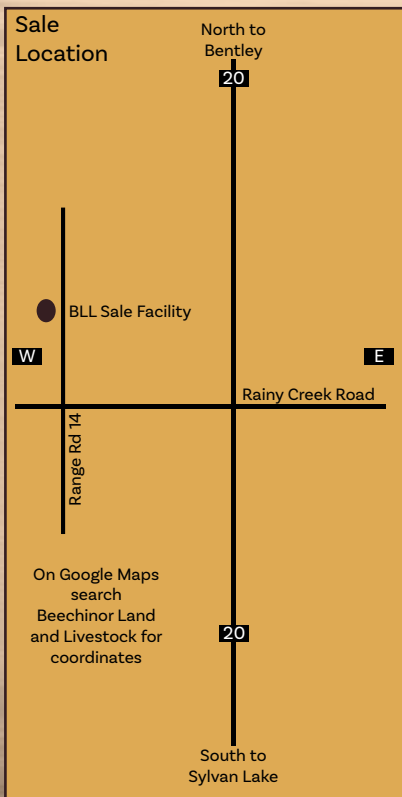 Sale
Location
North to
Bentley
20
BLL Sale Facility
W
E
Rainy Creek Road
Range Rd 14
On Google Maps
search
Beechinor Land
and Livestock for
coordinates
20
South to
Sylvan Lake